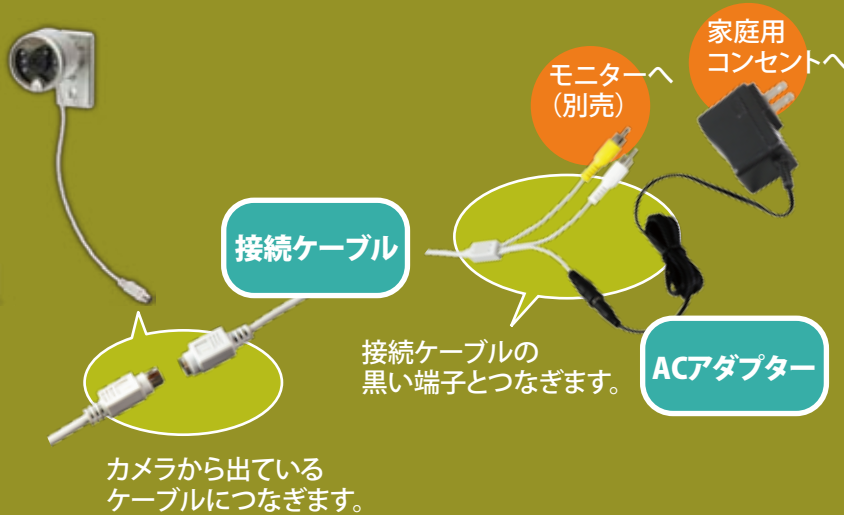 家庭用
コンセントへ
モニターへ
（別売）
接続ケーブル
接続ケーブルの
黒い端子とつなぎます。
ACアダプター
カメラから出ている
ケーブルにつなぎます。